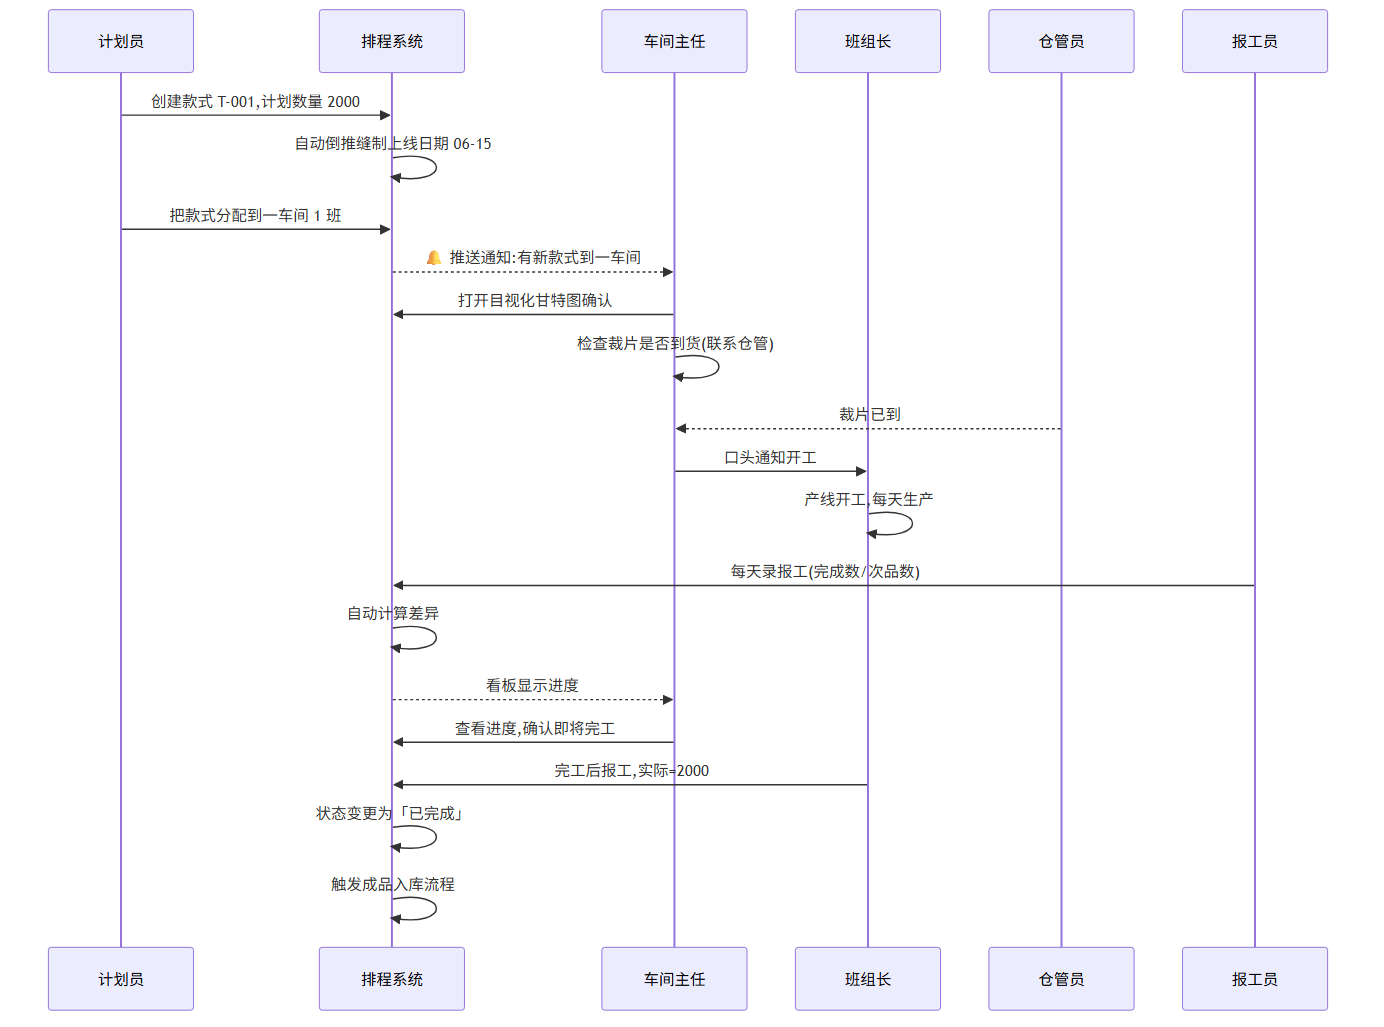 计划员
排程系统
车间主任
班组长
仓管员
报工员
创建款式 T-001,计划数量 2000
自动倒推缝制上线日期 06-15
把款式分配到一车间 1 班
🔔 推送通知:有新款式到一车间
打开目视化甘特图确认
检查裁片是否到货(联系仓管)
裁片已到
口头通知开工
产线开工,每天生产
每天录报工(完成数/次品数)
自动计算差异
看板显示进度
查看进度,确认即将完工
完工后报工,实际=2000
状态变更为「已完成」
触发成品入库流程
计划员
排程系统
车间主任
班组长
仓管员
报工员